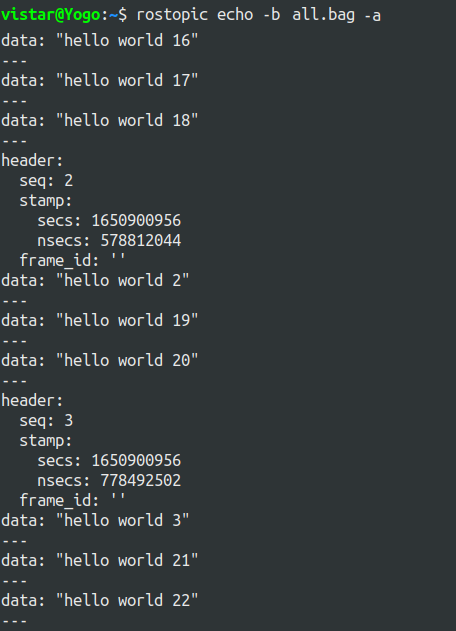 vistar@Yogo:~$ rostopic echo -b all.bag -a
data: "hello world 16"
---
data: "hello world 17"
---
data: "hello world 18"
---
header:
  seq: 2
  stamp:
    secs: 1650900956
    nsecs: 578812044
  frame_id: ''
data: "hello world 2"
---
data: "hello world 19"
---
data: "hello world 20"
---
header:
  seq: 3
  stamp:
    secs: 1650900956
    nsecs: 778492502
  frame_id: ''
data: "hello world 3"
---
data: "hello world 21"
---
data: "hello world 22"
---